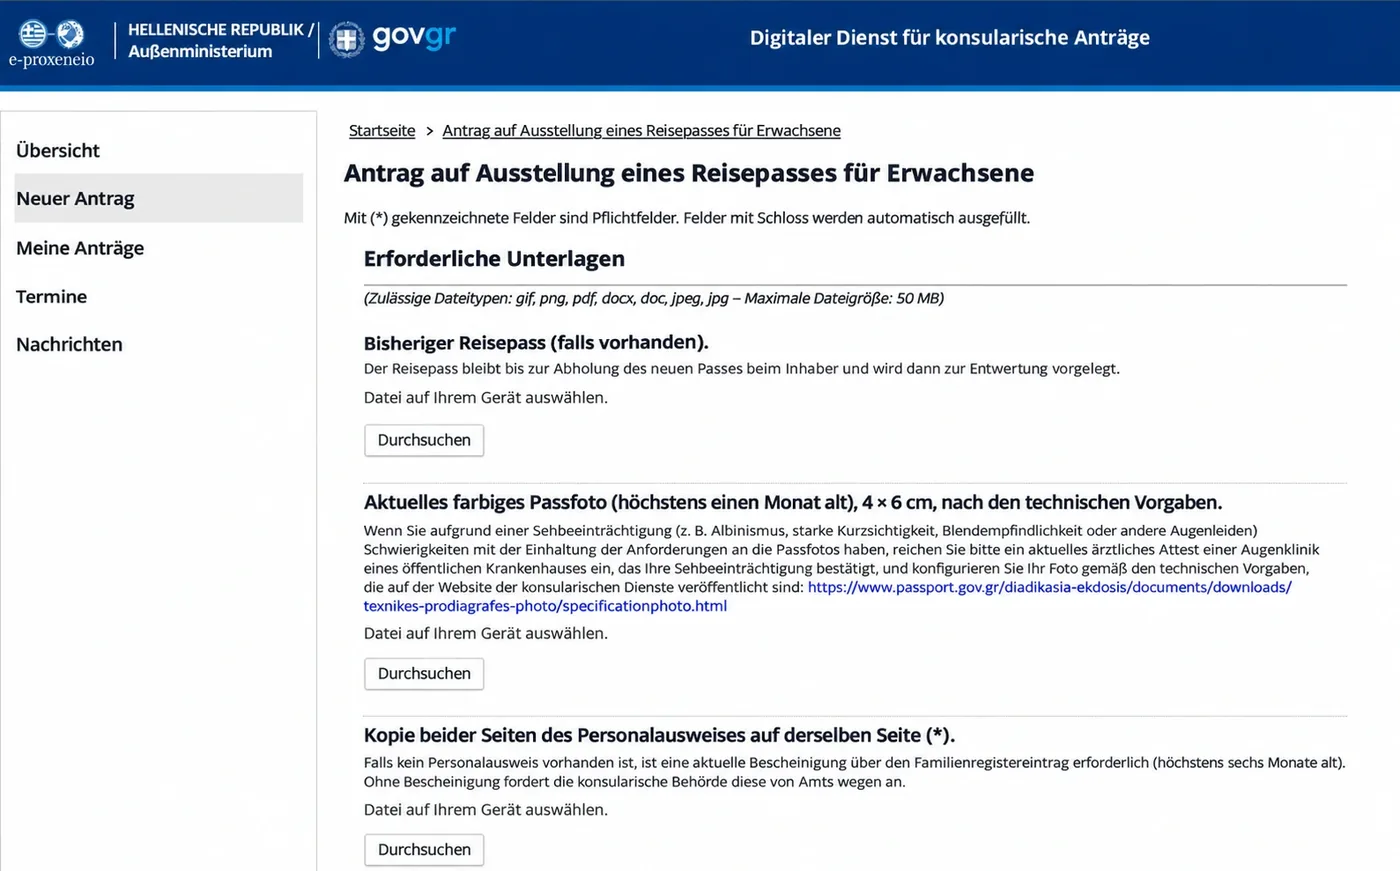 e-proxeneio
HELLENISCHE REPUBLIK /
Außenministerium
govgr
Digitaler Dienst für konsularische Anträge
Übersicht
Neuer Antrag
Meine Anträge
Termine
Nachrichten
Startseite > Antrag auf Ausstellung eines Reisepasses für Erwachsene
Antrag auf Ausstellung eines Reisepasses für Erwachsene
Mit (*) gekennzeichnete Felder sind Pflichtfelder. Felder mit Schloss werden automatisch ausgefüllt.
Erforderliche Unterlagen
(Zulässige Dateitypen: gif, png, pdf, docx, doc, jpeg, jpg – Maximale Dateigröße: 50 MB)
Bisheriger Reisepass (falls vorhanden).
Der Reisepass bleibt bis zur Abholung des neuen Passes beim Inhaber und wird dann zur Entwertung vorgelegt.
Datei auf Ihrem Gerät auswählen.
Durchsuchen
Aktuelles farbiges Passfoto (höchstens einen Monat alt), 4 × 6 cm, nach den technischen Vorgaben.
Wenn Sie aufgrund einer Sehbeeinträchtigung (z. B. Albinismus, starke Kurzsichtigkeit, Blendempfindlichkeit oder andere Augenleiden)
Schwierigkeiten mit der Einhaltung der Anforderungen an die Passfotos haben, reichen Sie bitte ein aktuelles ärztliches Attest einer Augenklinik
eines öffentlichen Krankenhauses ein, das Ihre Sehbeeinträchtigung bestätigt, und konfigurieren Sie Ihr Foto gemäß den technischen Vorgaben,
die auf der Website der konsularischen Dienste veröffentlicht sind: https://www.passport.gov.gr/diadikasia-ekdosis/documents/downloads/
texnikes-prodiagrafes-photo/specificationphoto.html
Datei auf Ihrem Gerät auswählen.
Durchsuchen
Kopie beider Seiten des Personalausweises auf derselben Seite (*).
Falls kein Personalausweis vorhanden ist, ist eine aktuelle Bescheinigung über den Familienregistereintrag erforderlich (höchstens sechs Monate alt).
Ohne Bescheinigung fordert die konsularische Behörde diese von Amts wegen an.
Datei auf Ihrem Gerät auswählen.
Durchsuchen